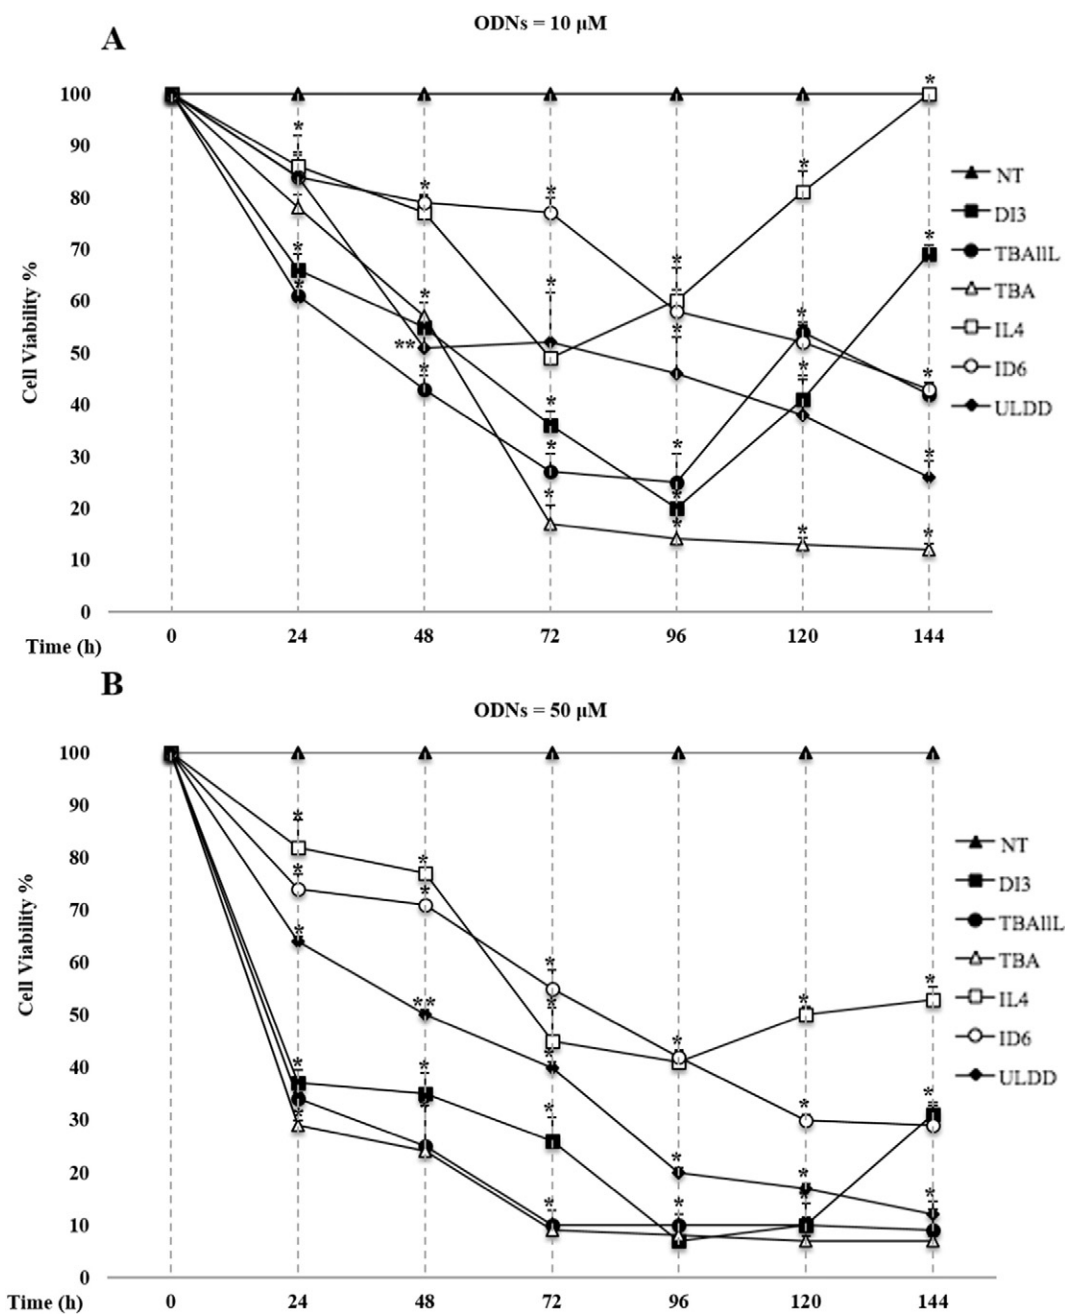 A
ODNs = 10 μM
Cell Viability %
100
90
80
70
60
50
40
30
20
10
0
**
NT
DI3
TBAllL
TBA
IL4
ID6
ULDD
Time (h)
0 24 48 72 96 120 144
B
ODNs = 50 μM
Cell Viability %
100
90
80
70
60
50
40
30
20
10
0
**
NT
DI3
TBAllL
TBA
IL4
ID6
ULDD
Time (h)
0 24 48 72 96 120 144